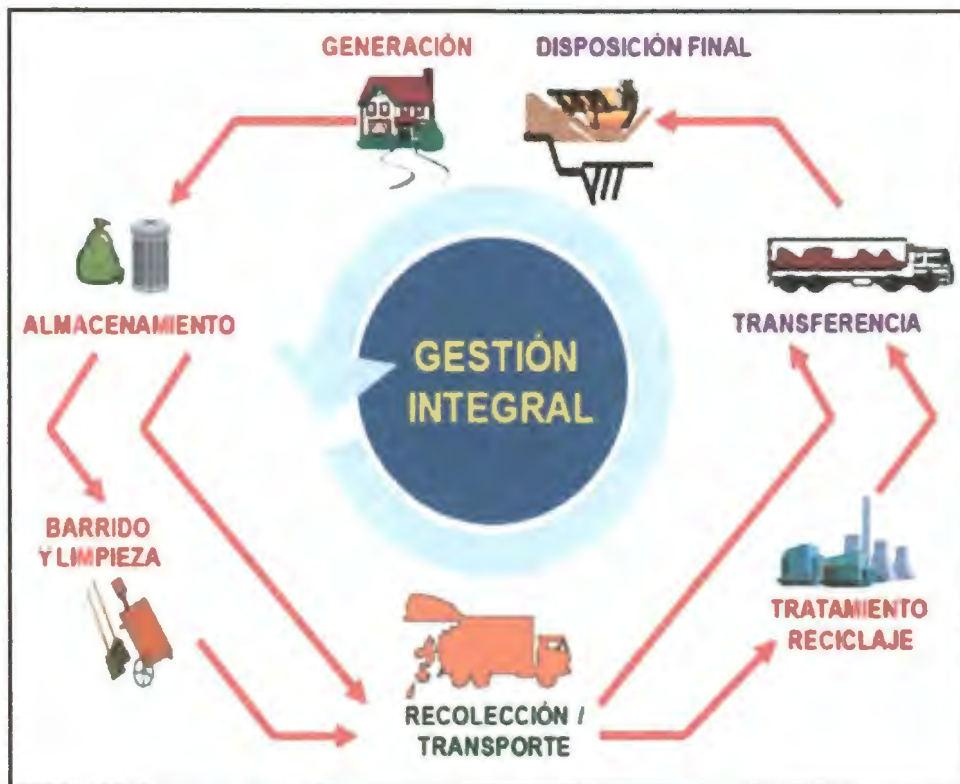 GENERACIÓN
DISPOSICIÓN FINAL
ALMACENAMIENTO
TRANSFERENCIA
GESTIÓN
INTEGRAL
BARRIDO
Y LIMPIEZA
TRATAMIENTO
RECICLAJE
RECOLECCIÓN /
TRANSPORTE